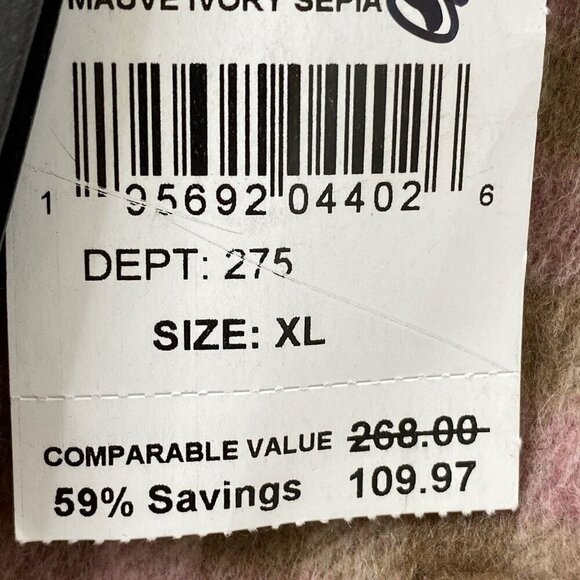 MAUVE IVORY SEPIA
1 95692 04402 6
DEPT: 275
SIZE: XL
COMPARABLE VALUE 268.00
59% Savings 109.97